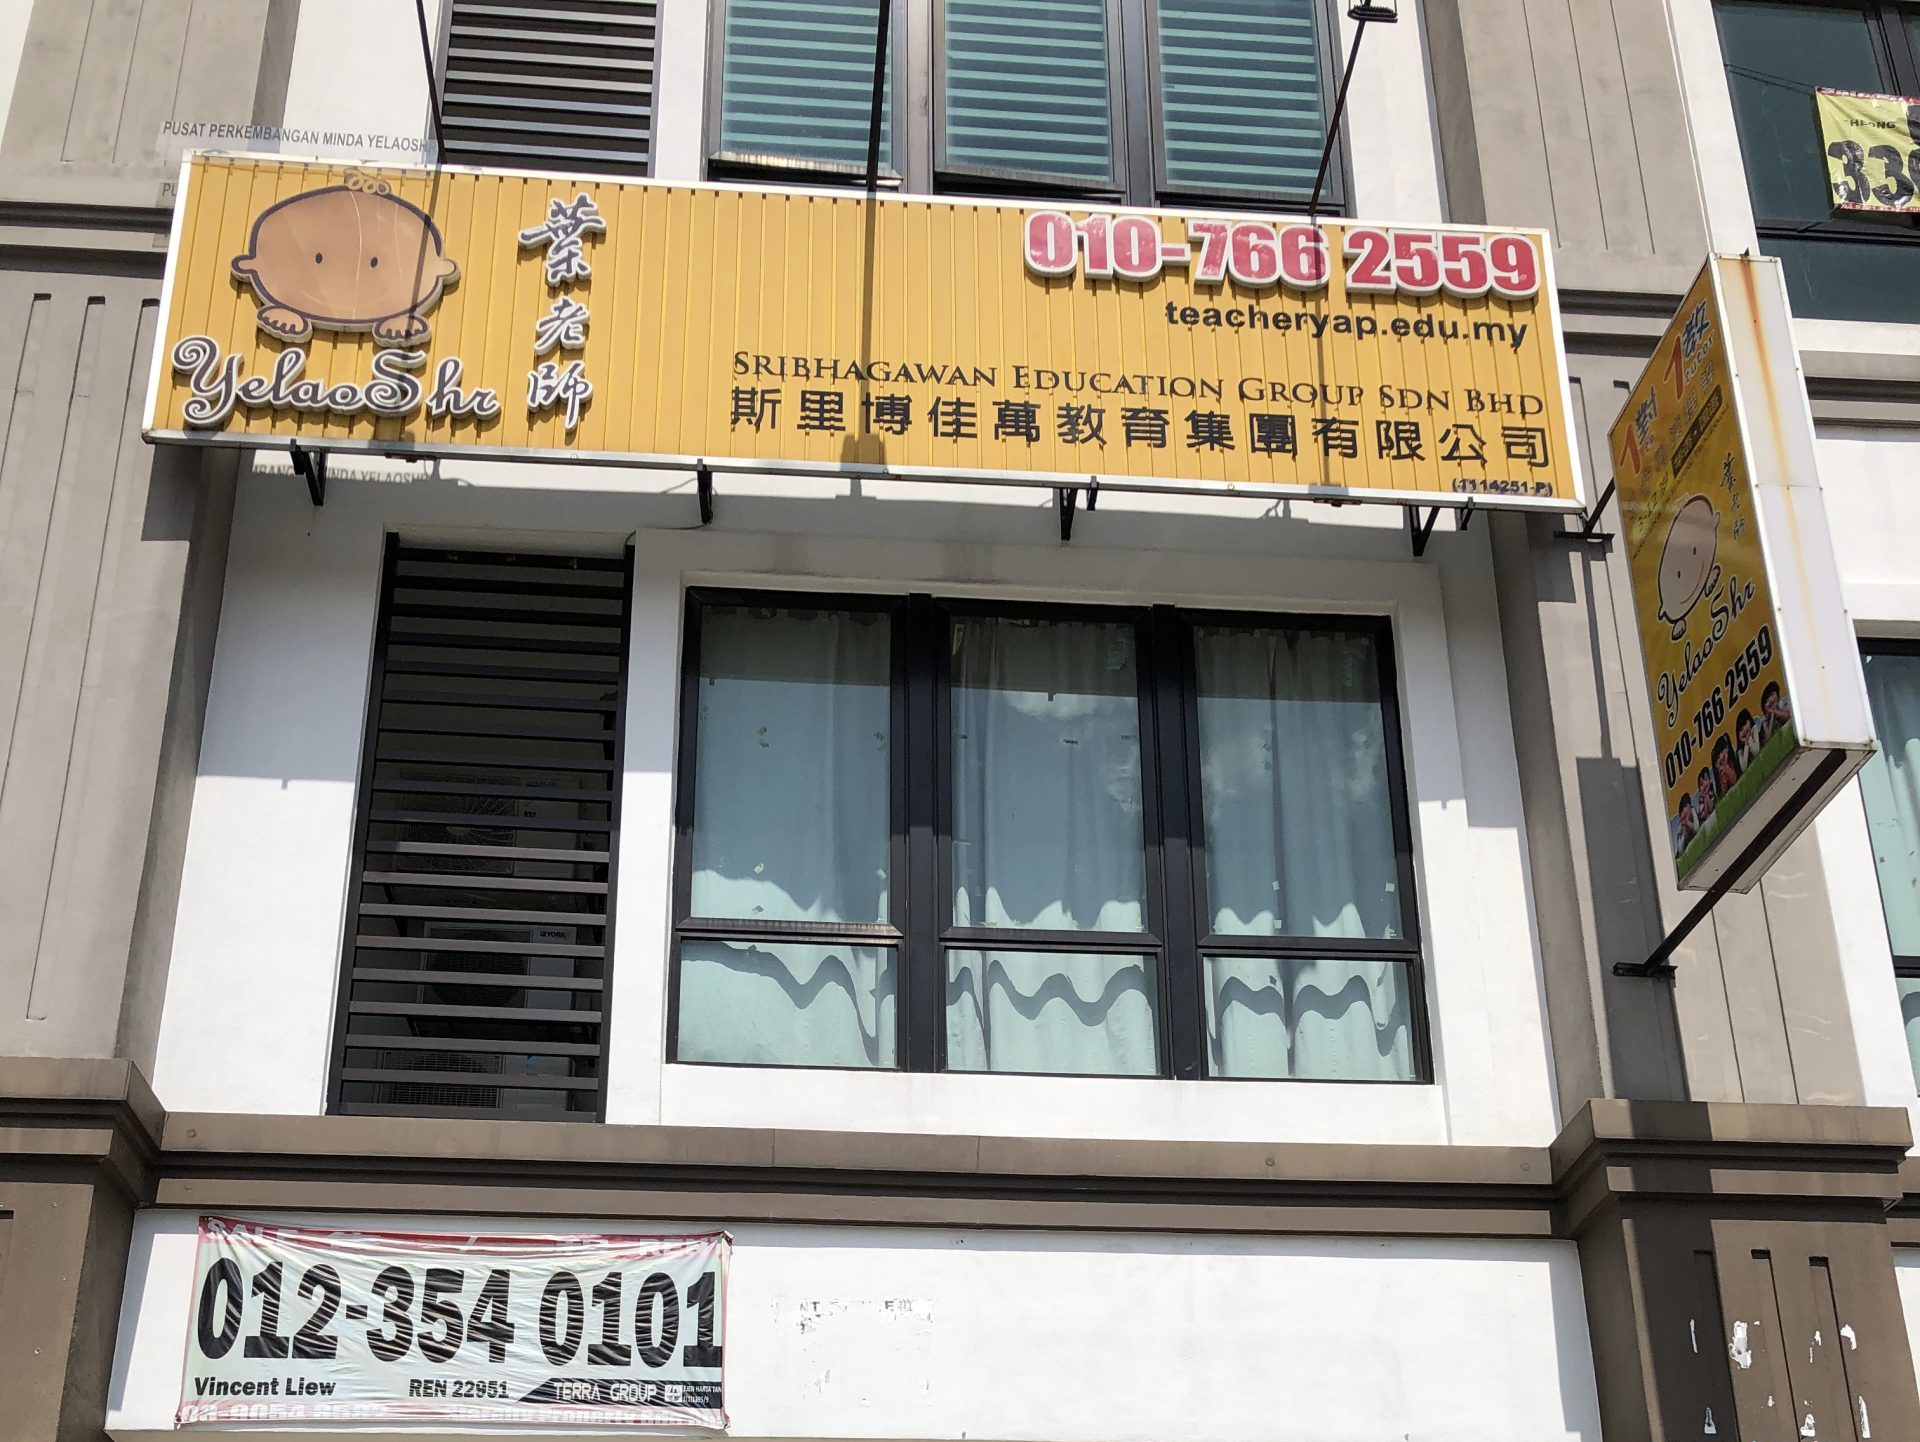 PUSAT PERKEMBANGAN MINDA YELAOSHR
葉老師
YelaoShr
010-766 2559
teacheryap.edu.my
SRIBHAGAWAN EDUCATION GROUP SDN BHD
斯里博佳萬教育集團有限公司
(1114251-P)
1對1教
葉老師
YelaoShr
010-766 2559
339
012-354 0101
Vincent Liew
REN 22951
TERRA GROUP